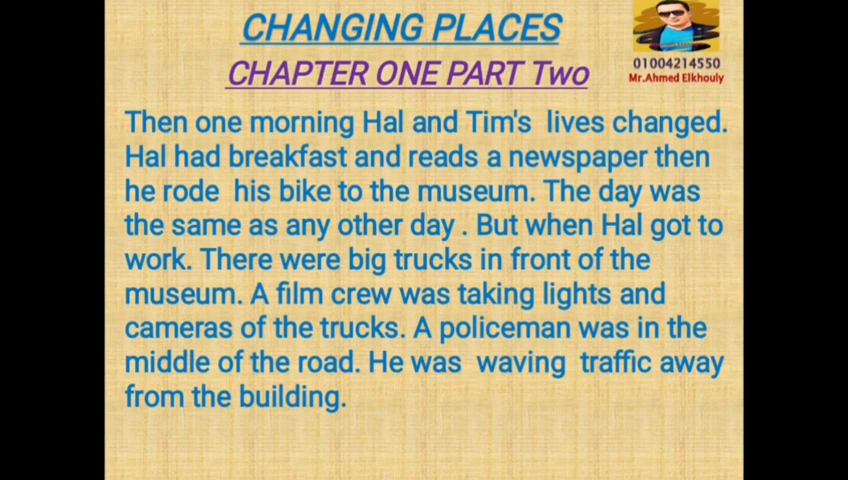 CHANGING PLACES
CHAPTER ONE PART Two
01004214550
Mr.Ahmed Elkhouly
Then one morning Hal and Tim's lives changed.
Hal had breakfast and reads a newspaper then
he rode his bike to the museum. The day was
the same as any other day . But when Hal got to
work. There were big trucks in front of the
museum. A film crew was taking lights and
cameras of the trucks. A policeman was in the
middle of the road. He was waving traffic away
from the building.